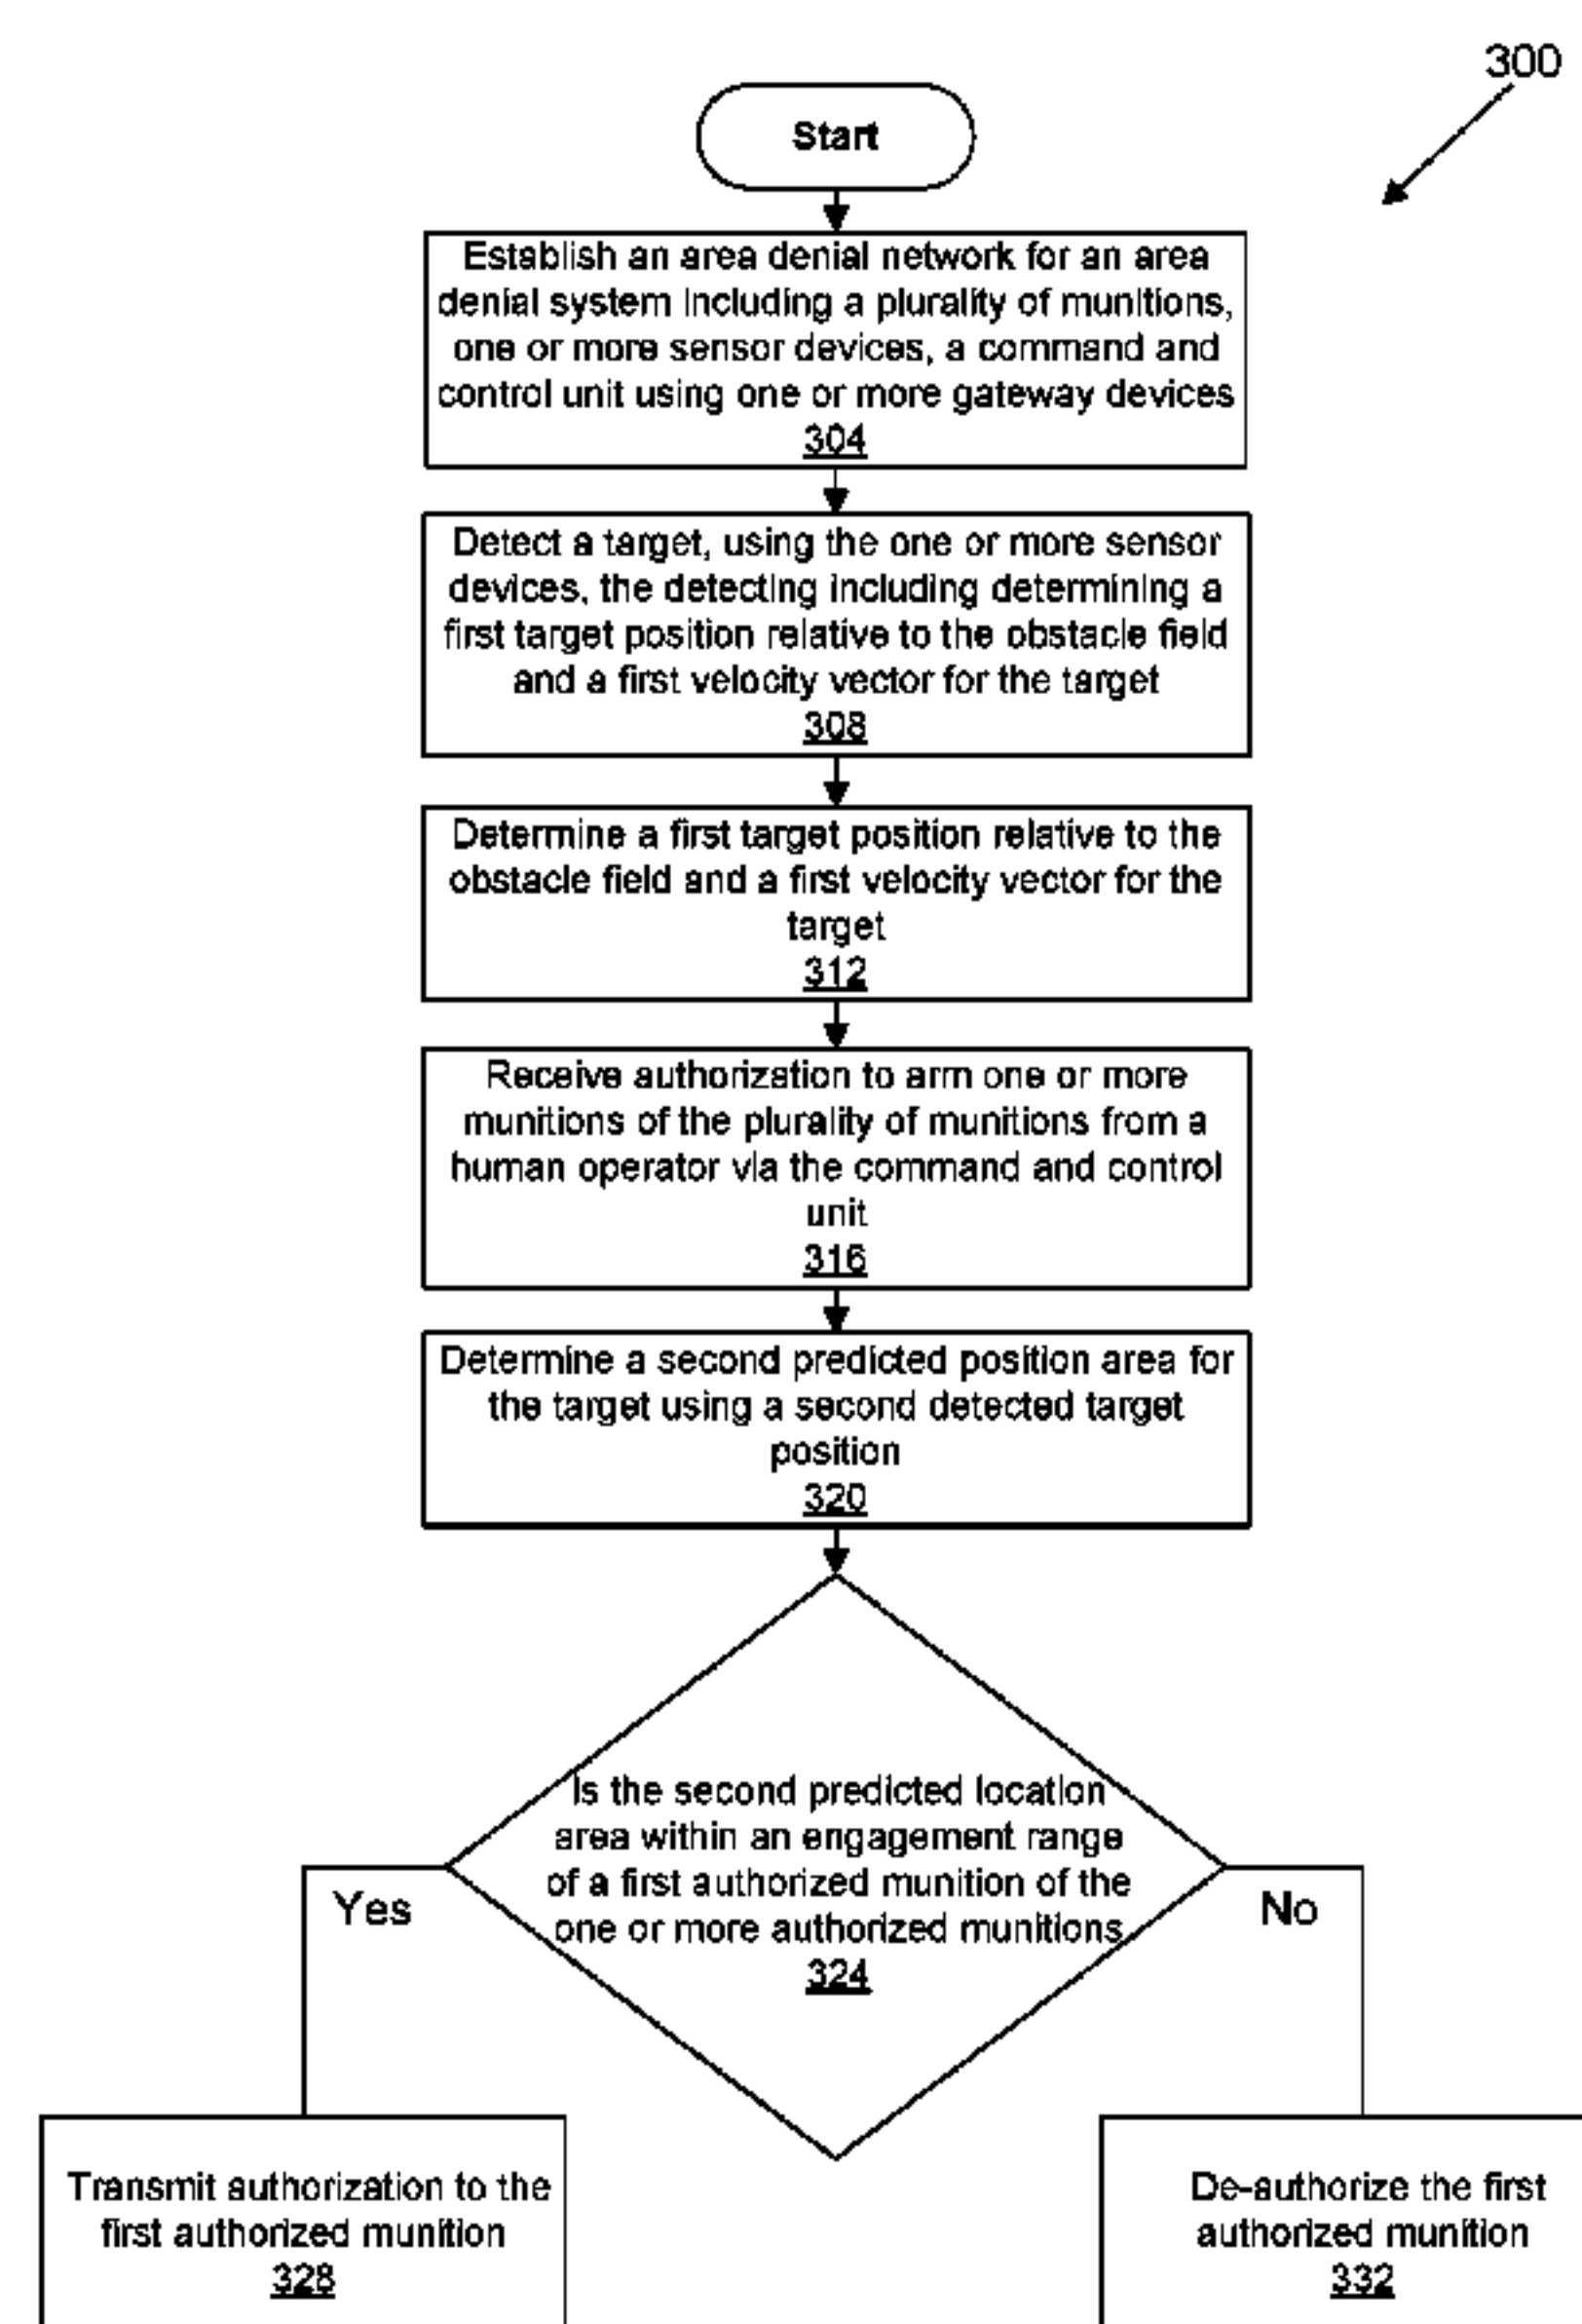 300
Start
Establish an area denial network for an area
denial system including a plurality of munitions,
one or more sensor devices, a command and
control unit using one or more gateway devices
304
Detect a target, using the one or more sensor
devices, the detecting including determining a
first target position relative to the obstacle field
and a first velocity vector for the target
308
Determine a first target position relative to the
obstacle field and a first velocity vector for the
target
312
Receive authorization to arm one or more
munitions of the plurality of munitions from a
human operator via the command and control
unit
316
Determine a second predicted position area for
the target using a second detected target
position
320
Is the second predicted location
area within an engagement range
of a first authorized munition of the
one or more authorized munitions
324
Yes
No
Transmit authorization to the
first authorized munition
328
De-authorize the first
authorized munition
332